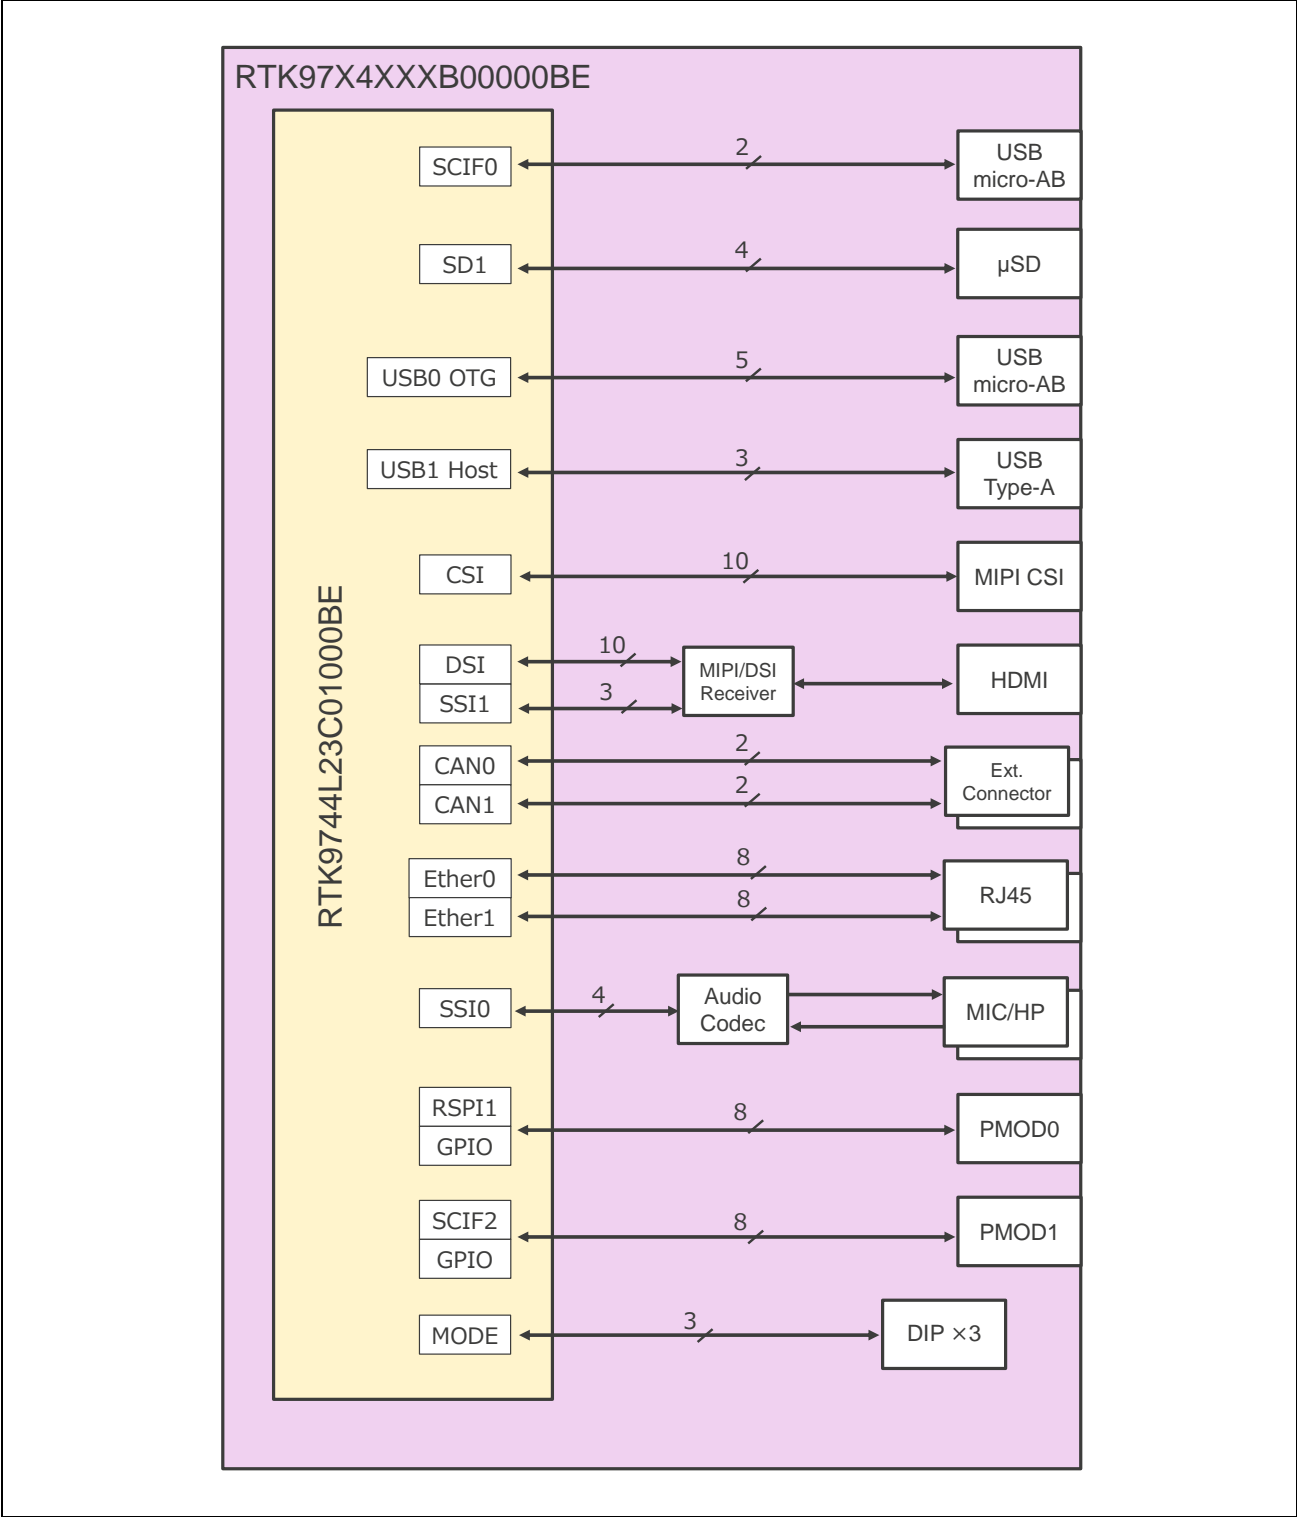 RTK97X4XXXB00000BE
RTK9744L23C01000BE
SCIF0
2
USB
micro-AB
SD1
4
µSD
USB0 OTG
5
USB
micro-AB
USB1 Host
3
USB
Type-A
CSI
10
MIPI CSI
DSI
10
SSI1
3
MIPI/DSI
Receiver
HDMI
CAN0
2
CAN1
2
Ext.
Connector
Ether0
8
Ether1
8
RJ45
SSI0
4
Audio
Codec
MIC/HP
RSPI1
GPIO
8
PMOD0
SCIF2
GPIO
8
PMOD1
MODE
3
DIP ×3